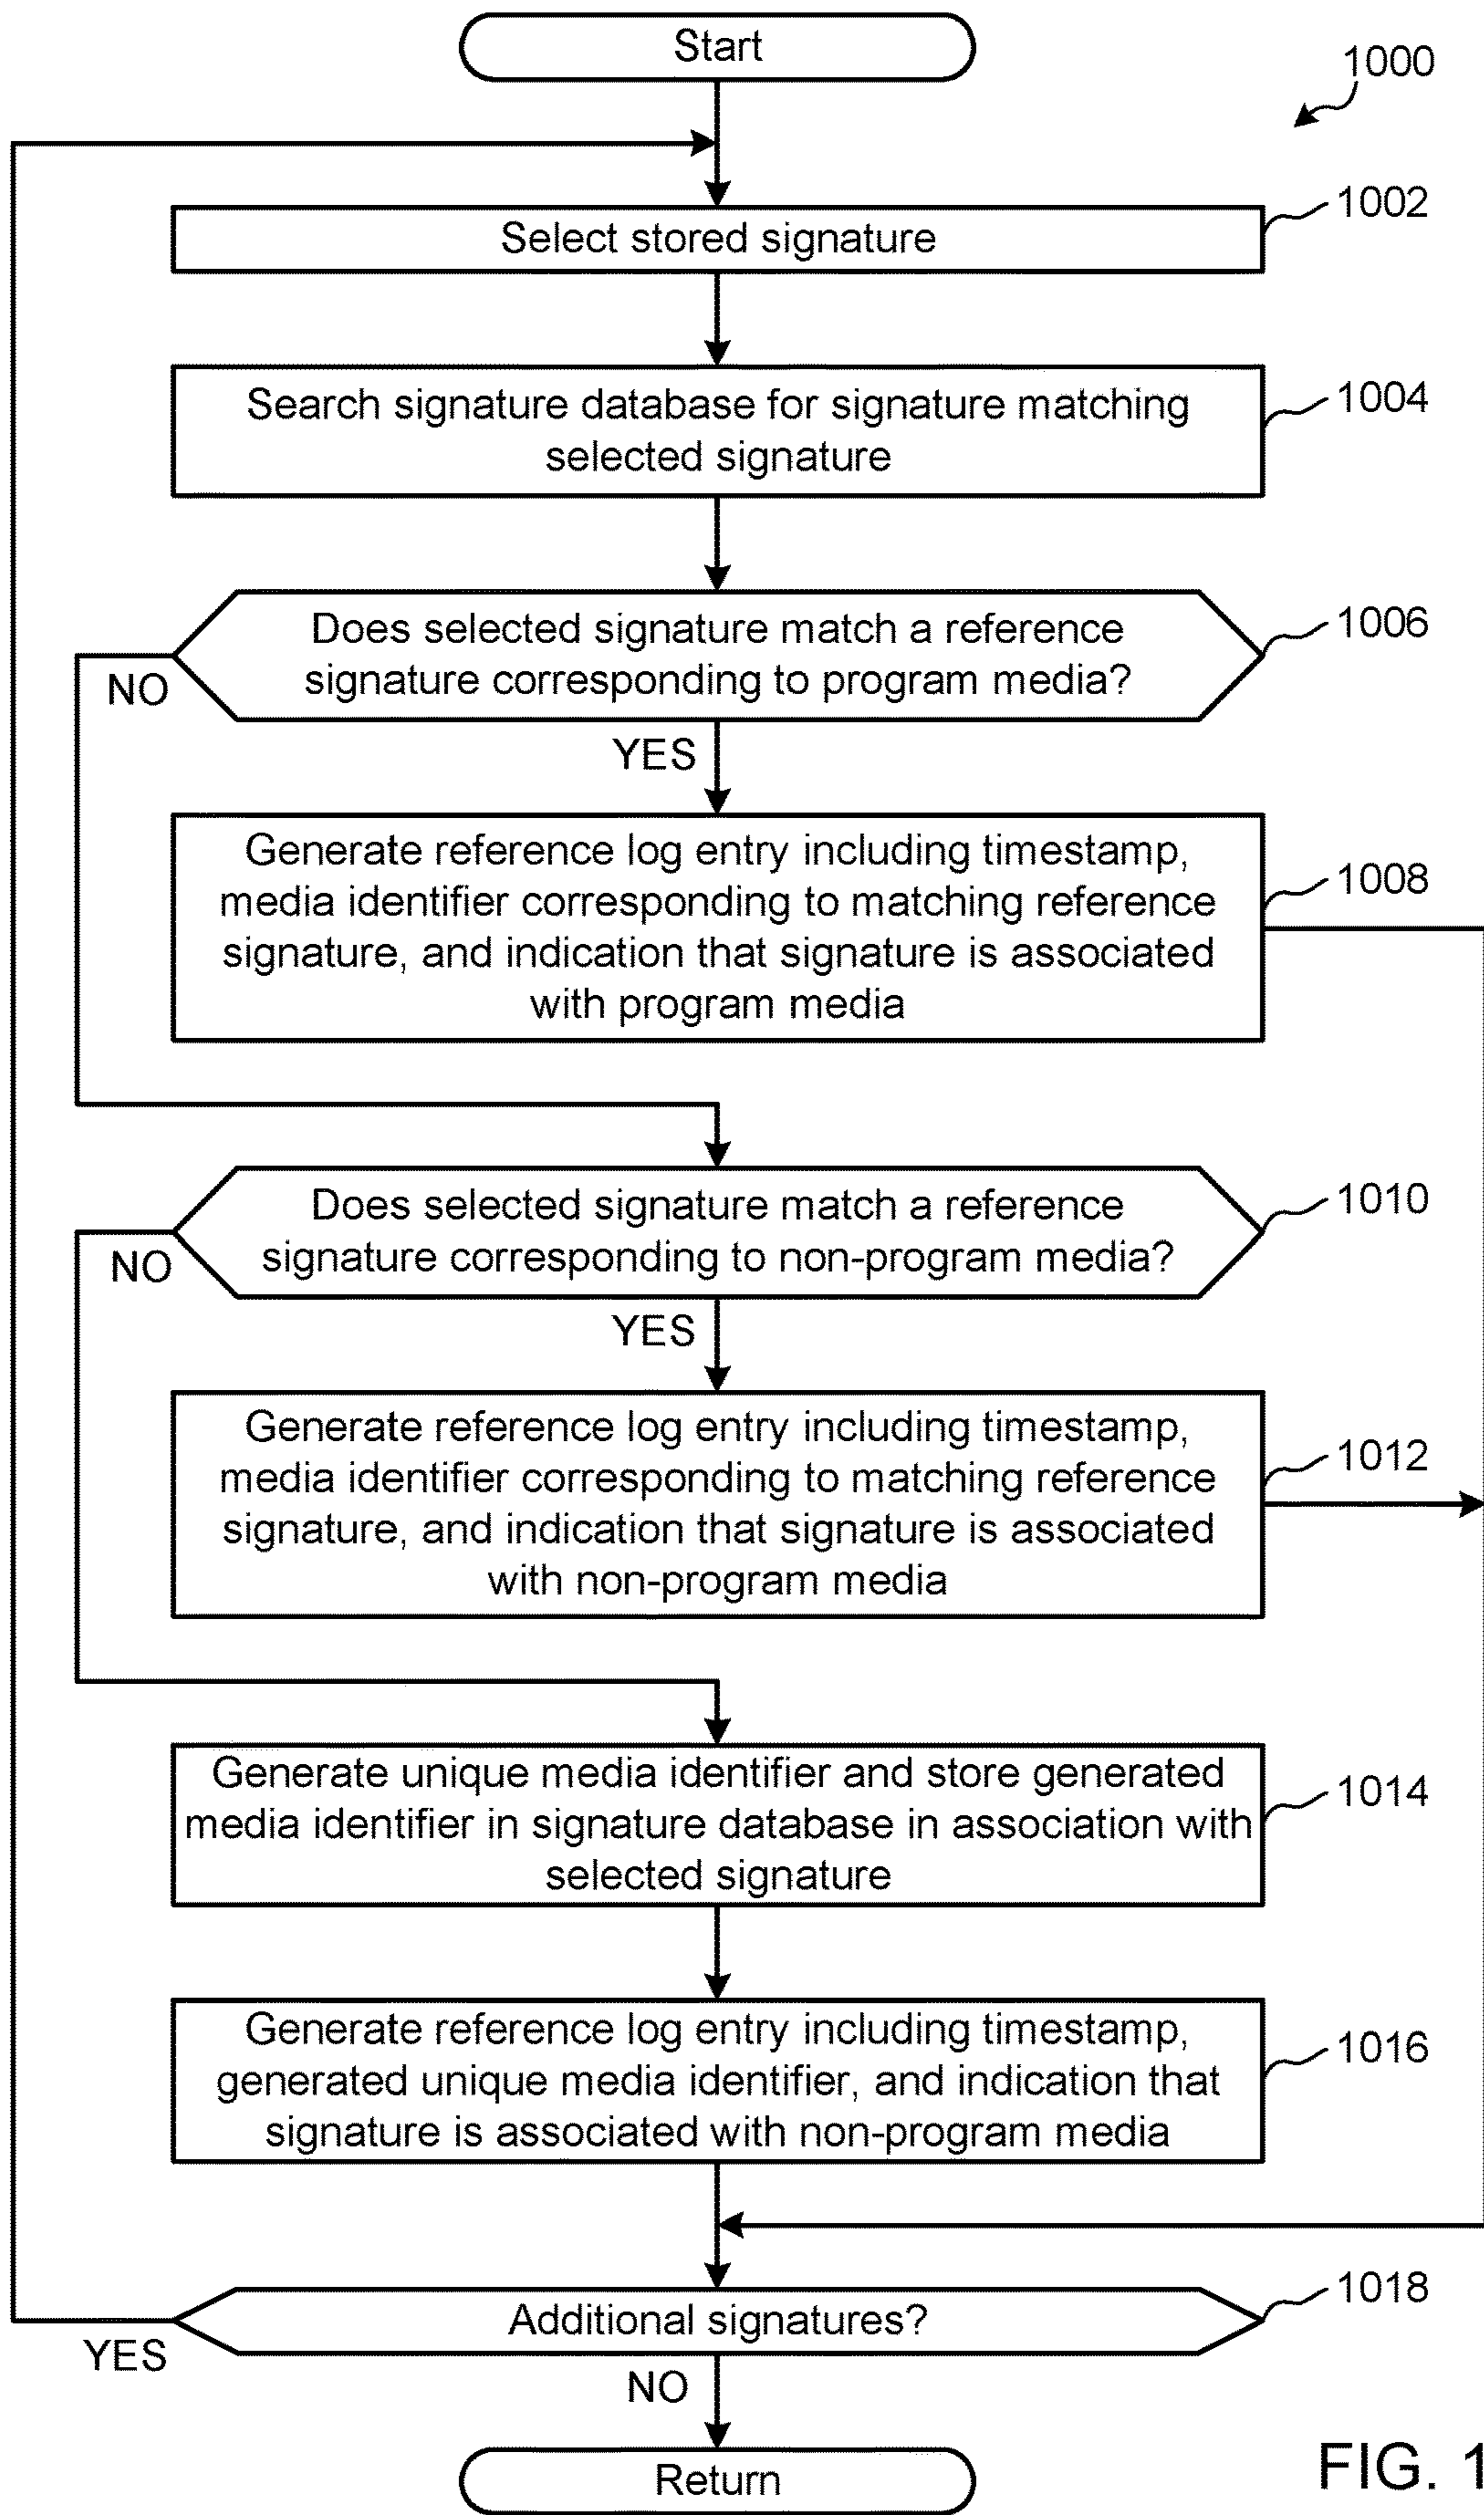 Start
1000
1002
Select stored signature
1004
Search signature database for signature matching
selected signature
1006
Does selected signature match a reference
signature corresponding to program media?
NO
YES
1008
Generate reference log entry including timestamp,
media identifier corresponding to matching reference
signature, and indication that signature is associated
with program media
1010
Does selected signature match a reference
signature corresponding to non-program media?
NO
YES
1012
Generate reference log entry including timestamp,
media identifier corresponding to matching reference
signature, and indication that signature is associated
with non-program media
1014
Generate unique media identifier and store generated
media identifier in signature database in association with
selected signature
1016
Generate reference log entry including timestamp,
generated unique media identifier, and indication that
signature is associated with non-program media
1018
Additional signatures?
YES
NO
Return
FIG. 1